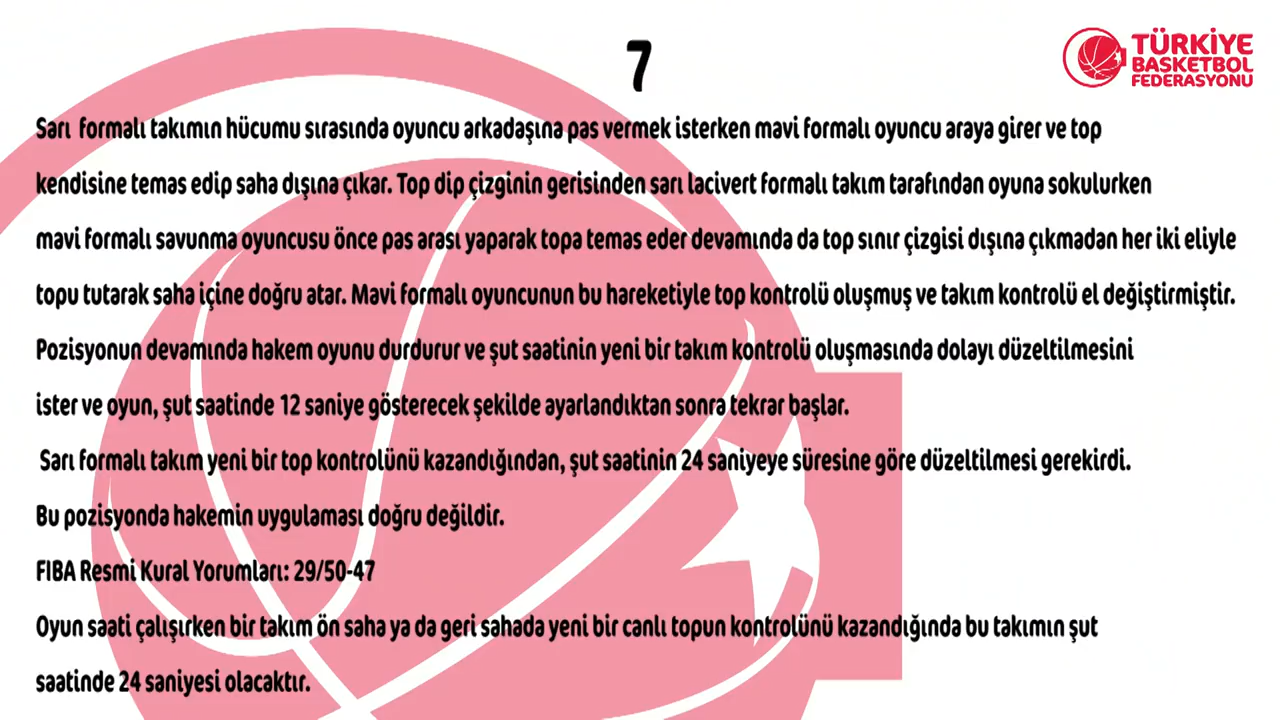 7
TÜRKİYE
BASKETBOL
FEDERASYONU
Sarı formalı takımın hücumu sırasında oyuncu arkadaşına pas vermek isterken mavi formalı oyuncu araya girer ve top
kendisine temas edip saha dışına çıkar. Top dip çizginin gerisinden sarı lacivert formalı takım tarafından oyuna sokulurken
mavi formalı savunma oyuncusu önce pas arası yaparak topa temas eder devamında da top sınır çizgisi dışına çıkmadan her iki eliyle
topu tutarak saha içine doğru atar. Mavi formalı oyuncunun bu hareketiyle top kontrolü oluşmuş ve takım kontrolü el değiştirmiştir.
Pozisyonun devamında hakem oyunu durdurur ve şut saatinin yeni bir takım kontrolü oluşmasında dolayı düzeltilmesini
ister ve oyun, şut saatinde 12 saniye gösterecek şekilde ayarlandıktan sonra tekrar başlar.
Sarı formalı takım yeni bir top kontrolünü kazandığından, şut saatinin 24 saniyeye süresine göre düzeltilmesi gerekirdi.
Bu pozisyonda hakemin uygulaması doğru değildir.
FIBA Resmi Kural Yorumları: 29/50-47
Oyun saati çalışırken bir takım ön saha ya da geri sahada yeni bir canlı topun kontrolünü kazandığında bu takımın şut
saatinde 24 saniyesi olacaktır.